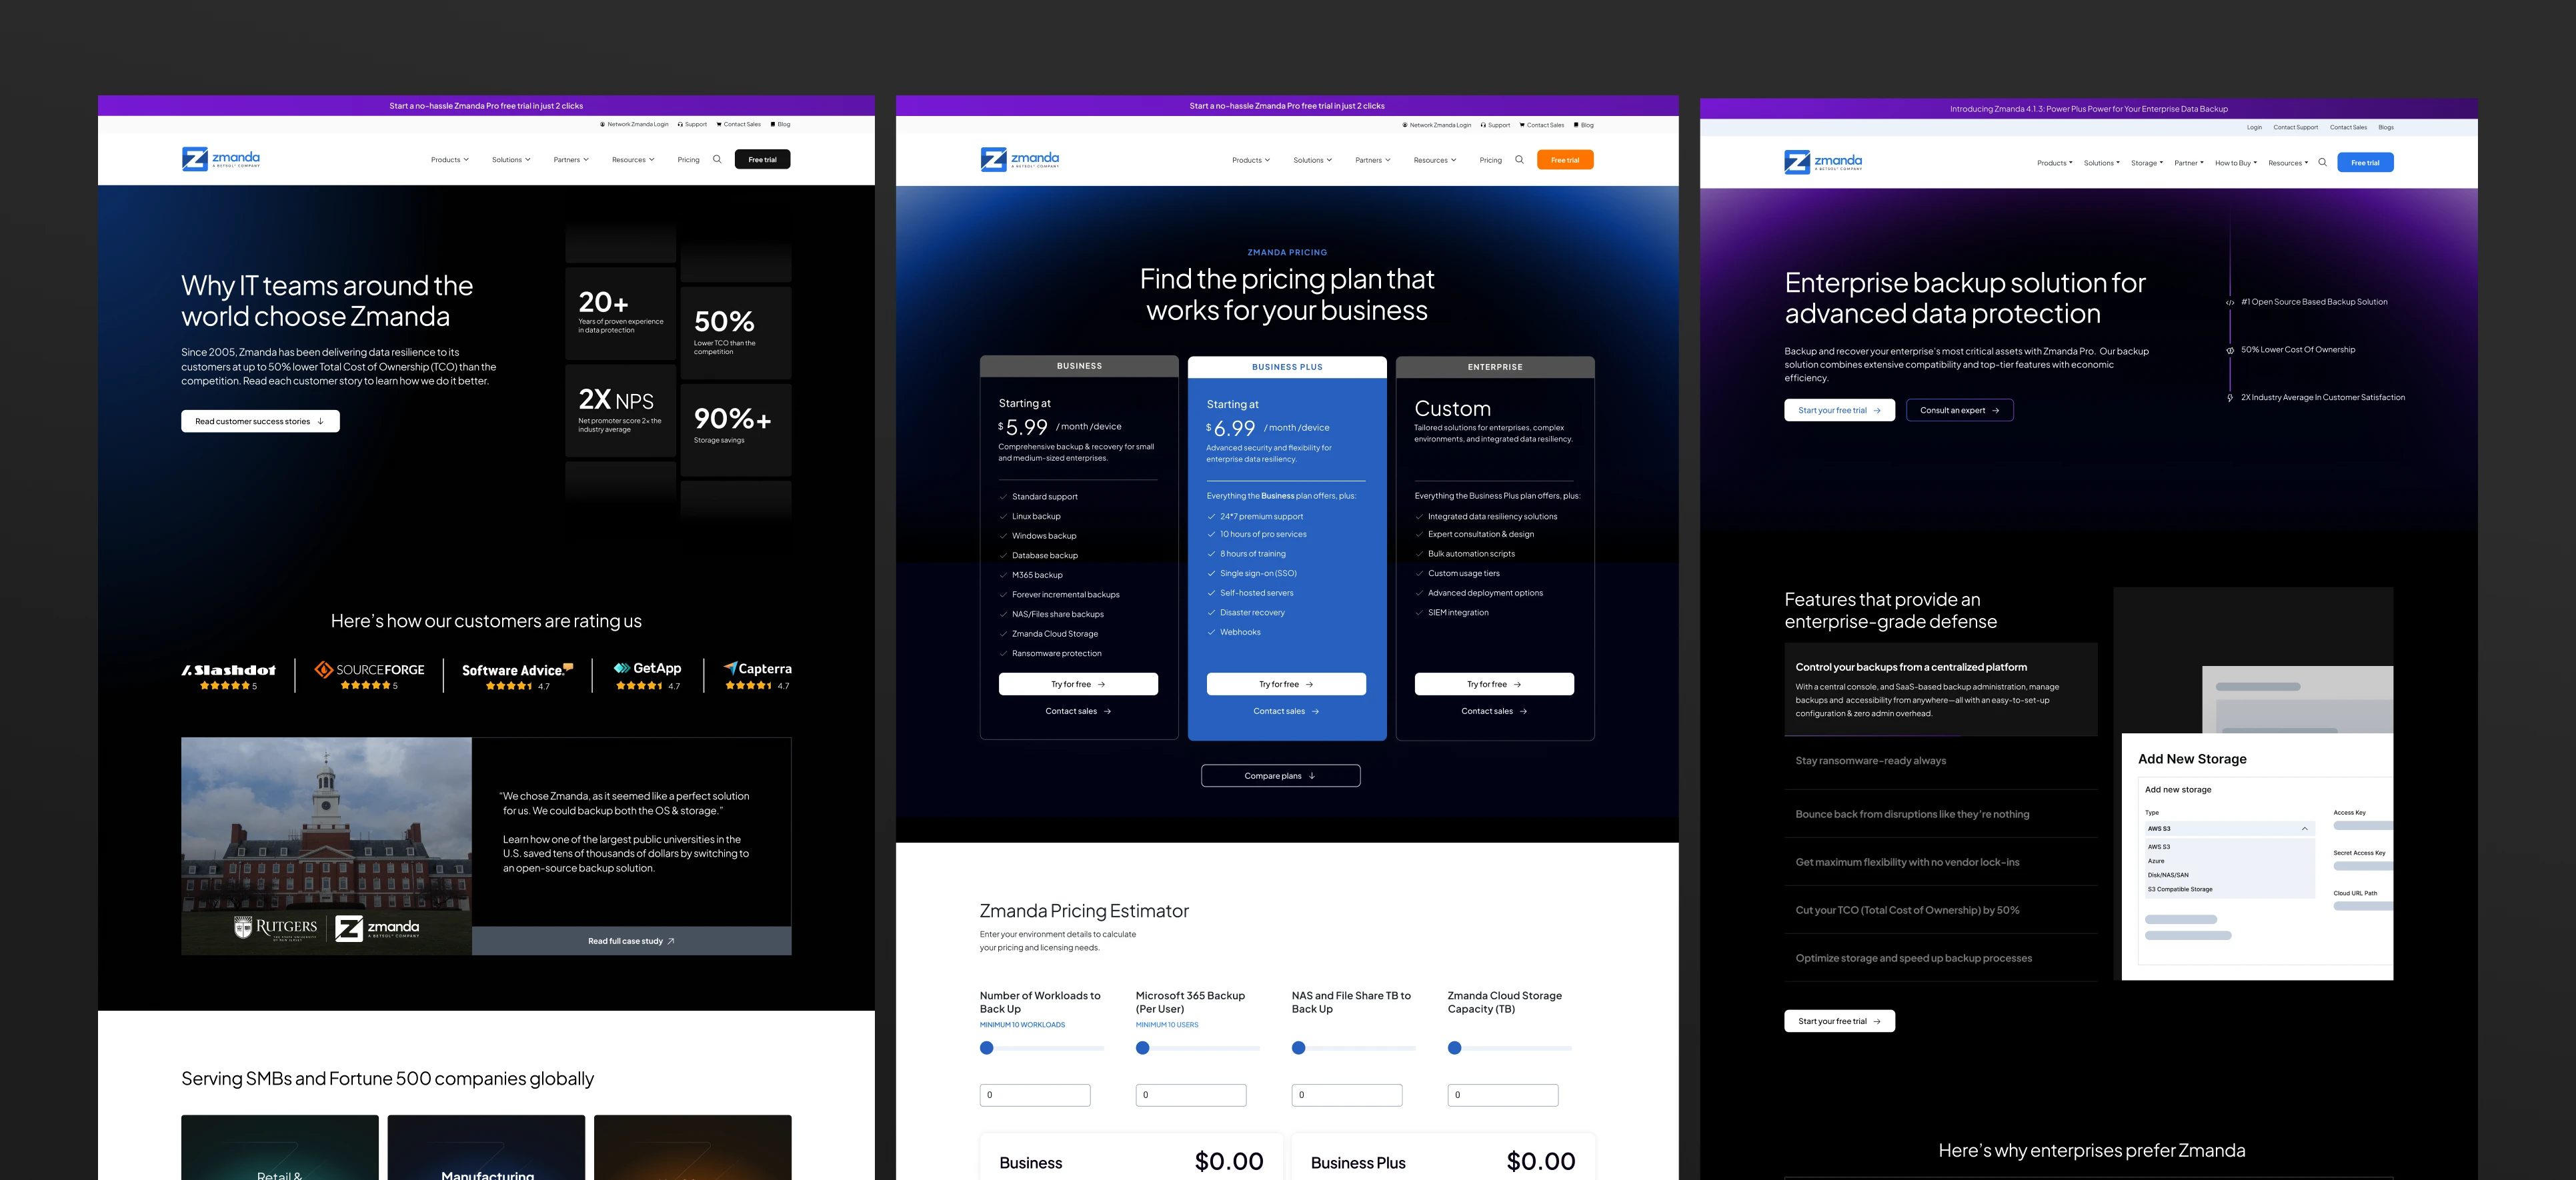 Start a no-hassle Zmanda Pro free trial in just 2 clicks
Network Zmanda Login Support Contact Sales Blog
zmanda
A BETSOL COMPANY
Products Solutions Partners Resources Pricing Free trial
Why IT teams around the
world choose Zmanda
Since 2005, Zmanda has been delivering data resilience to its
customers at up to 50% lower Total Cost of Ownership (TCO) than the
competition. Read each customer story to learn how we do it better.
Read customer success stories
20+
Years of proven experience
in data protection
50%
Lower TCO than the
competition
2X NPS
Net promoter score 2x the
industry average
90%+
Storage savings
Here's how our customers are rating us
Slashdot
5
SOURCEFORGE
5
Software Advice
4.7
GetApp
4.7
Capterra
4.7
RUTGERS
zmanda
A BETSOL COMPANY
"We chose Zmanda, as it seemed like a perfect solution
for us. We could backup both the OS & storage."
Learn how one of the largest public universities in the
U.S. saved tens of thousands of dollars by switching to
an open-source backup solution.
Read full case study
Serving SMBs and Fortune 500 companies globally
Retail &
Manufacturing
Start a no-hassle Zmanda Pro free trial in just 2 clicks
Network Zmanda Login Support Contact Sales Blog
zmanda
A BETSOL COMPANY
Products Solutions Partners Resources Pricing Free trial
ZMANDA PRICING
Find the pricing plan that
works for your business
BUSINESS
Starting at
$ 5.99 / month /device
Comprehensive backup & recovery for small
and medium-sized enterprises.
Standard support
Linux backup
Windows backup
Database backup
M365 backup
Forever incremental backups
NAS/Files share backups
Zmanda Cloud Storage
Ransomware protection
Try for free
Contact sales
BUSINESS PLUS
Starting at
$ 6.99 / month /device
Advanced security and flexibility for
enterprise data resiliency.
Everything the Business plan offers, plus:
24*7 premium support
10 hours of pro services
8 hours of training
Single sign-on (SSO)
Self-hosted servers
Disaster recovery
Webhooks
Try for free
Contact sales
ENTERPRISE
Custom
Tailored solutions for enterprises, complex
environments, and integrated data resiliency.
Everything the Business Plus plan offers, plus:
Integrated data resiliency solutions
Expert consultation & design
Bulk automation scripts
Custom usage tiers
Advanced deployment options
SIEM integration
Try for free
Contact sales
Compare plans
Zmanda Pricing Estimator
Enter your environment details to calculate
your pricing and licensing needs.
Number of Workloads to
Back Up
MINIMUM 10 WORKLOADS
0
Microsoft 365 Backup
(Per User)
MINIMUM 10 USERS
0
NAS and File Share TB to
Back Up
0
Zmanda Cloud Storage
Capacity (TB)
0
Business $0.00
Business Plus $0.00
Introducing Zmanda 4.1.3: Power Plus Power for Your Enterprise Data Backup
Login Contact Support Contact Sales Blogs
zmanda
A BETSOL COMPANY
Products Solutions Storage Partner How to Buy Resources Free trial
Enterprise backup solution for
advanced data protection
Backup and recover your enterprise's most critical assets with Zmanda Pro. Our backup
solution combines extensive compatibility and top-tier features with economic
efficiency.
Start your free trial
Consult an expert
#1 Open Source Based Backup Solution
50% Lower Cost Of Ownership
2X Industry Average In Customer Satisfaction
Features that provide an
enterprise-grade defense
Control your backups from a centralized platform
With a central console, and SaaS-based backup administration, manage
backups and accessibility from anywhere—all with an easy-to-set-up
configuration & zero admin overhead.
Stay ransomware-ready always
Bounce back from disruptions like they're nothing
Get maximum flexibility with no vendor lock-ins
Cut your TCO (Total Cost of Ownership) by 50%
Optimize storage and speed up backup processes
Start your free trial
Add New Storage
Add new storage
Type
AWS S3
AWS S3
Azure
Disk/NAS/SAN
S3 Compatible Storage
Access Key
Secret Access Key
Cloud URL Path
Here's why enterprises prefer Zmanda